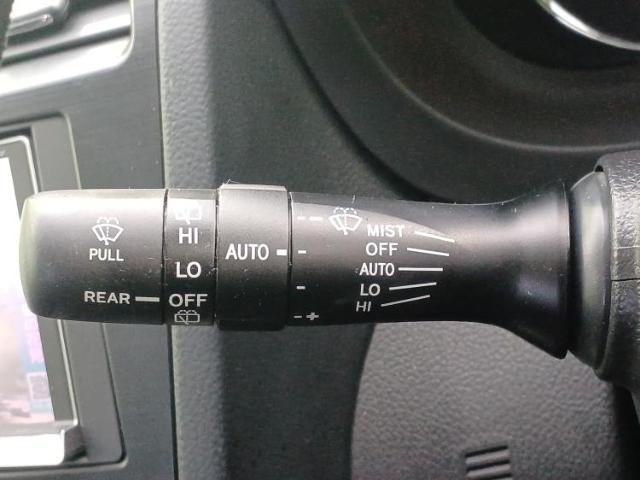 PULL
REAR
HI
LO
OFF
AUTO
- +
MIST
OFF
AUTO
LO
HI